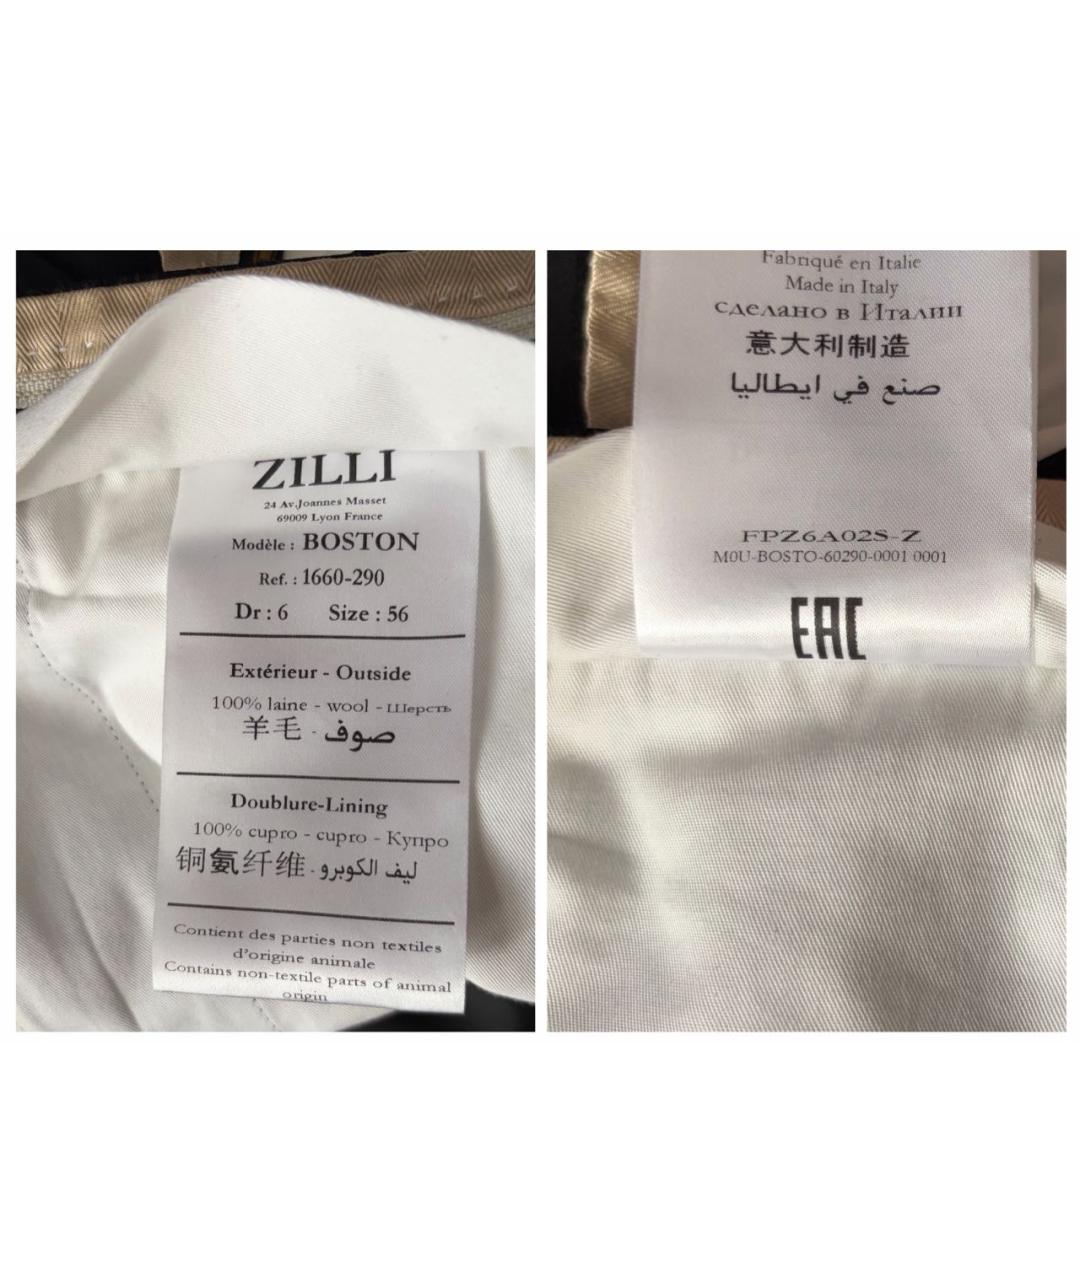 ZILLI
24 Av.Joannes Masset
69009 Lyon France
Modèle : BOSTON
Ref. : 1660-290
Dr : 6 Size : 56
Extérieur - Outside
100% laine - wool - Шерсть
羊毛 - صوف
Doublure-Lining
100% cupro - cupro - Купро
铜氨纤维 - ليف الكوبرو
Contient des parties non textiles
d'origine animale
Contains non-textile parts of animal
origin
Fabriqué en Italie
Made in Italy
сделано в Италии
意大利制造
صنع في ايطاليا
FPZ6A02S-Z
M0U-BOSTO-60290-0001 0001
EAC